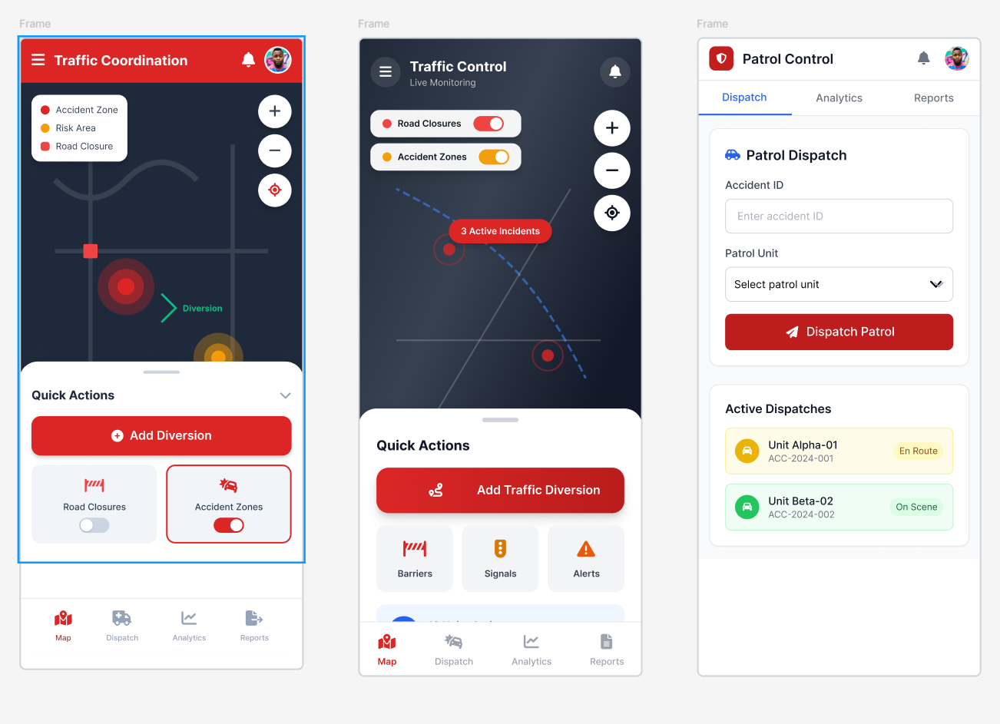 Frame
Traffic Coordination
Accident Zone
Risk Area
Road Closure
Diversion
Quick Actions
Add Diversion
Road Closures
Accident Zones
Map
Dispatch
Analytics
Reports
Frame
Traffic Control
Live Monitoring
Road Closures
Accident Zones
3 Active Incidents
Quick Actions
Add Traffic Diversion
Barriers
Signals
Alerts
Map
Dispatch
Analytics
Reports
Frame
Patrol Control
Dispatch
Analytics
Reports
Patrol Dispatch
Accident ID
Enter accident ID
Patrol Unit
Select patrol unit
Dispatch Patrol
Active Dispatches
Unit Alpha-01
ACC-2024-001
En Route
Unit Beta-02
ACC-2024-002
On Scene